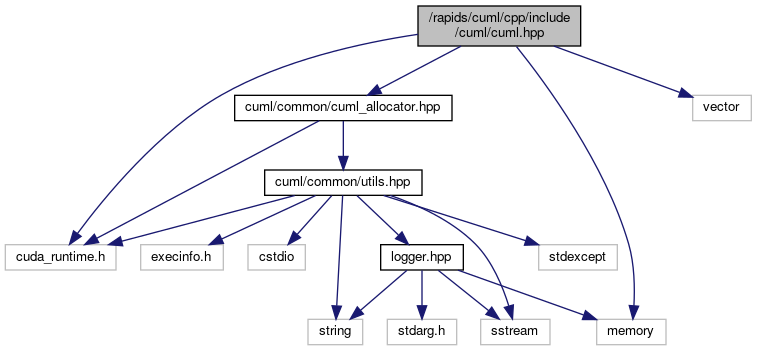 /rapids/cuml/cpp/include
/cuml/cuml.hpp
cuml/common/cuml_allocator.hpp
vector
cuml/common/utils.hpp
cuda_runtime.h
execinfo.h
cstdio
logger.hpp
stdexcept
string
stdarg.h
sstream
memory